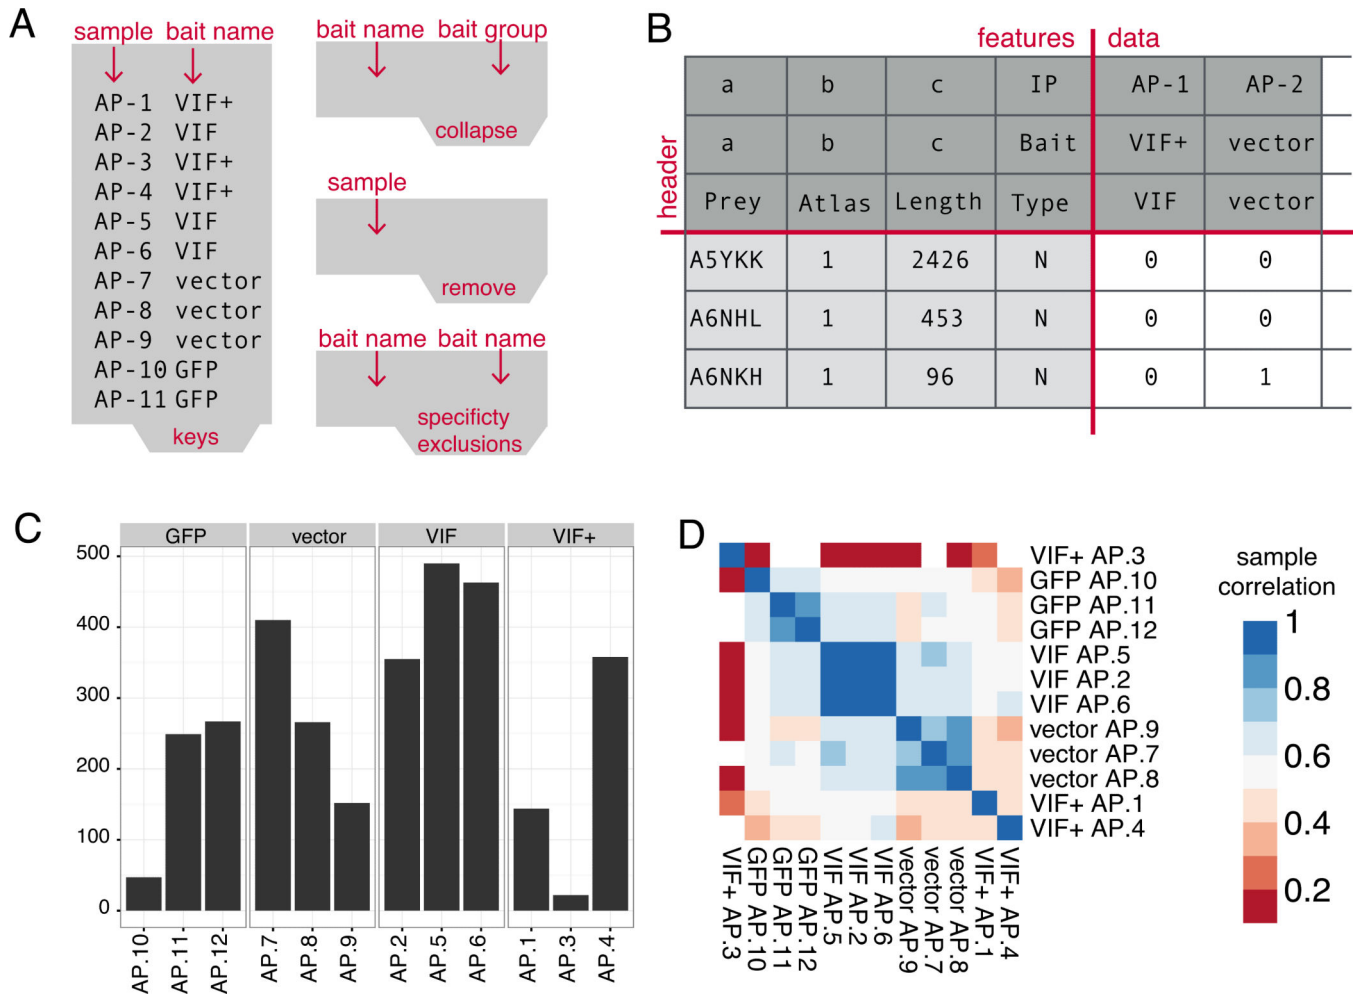 A
sample bait name
AP-1 VIF+
AP-2 VIF
AP-3 VIF+
AP-4 VIF+
AP-5 VIF
AP-6 VIF
AP-7 vector
AP-8 vector
AP-9 vector
AP-10 GFP
AP-11 GFP
keys
bait name bait group
collapse
sample
remove
bait name bait name
specificty
exclusions
B
features data
header
a b c IP AP-1 AP-2
a b c Bait VIF+ vector
Prey Atlas Length Type VIF vector
A5YKK 1 2426 N 0 0
A6NHL 1 453 N 0 0
A6NKH 1 96 N 0 1
C
GFP vector VIF VIF+
500
400
300
200
100
0
AP.10 AP.11 AP.12 AP.7 AP.8 AP.9 AP.2 AP.5 AP.6 AP.1 AP.3 AP.4
D
VIF+ AP.3
GFP AP.10
GFP AP.11
GFP AP.12
VIF AP.5
VIF AP.2
VIF AP.6
vector AP.9
vector AP.7
vector AP.8
VIF+ AP.1
VIF+ AP.4
VIF+ AP.3
GFP AP.10
GFP AP.11
GFP AP.12
VIF AP.5
VIF AP.2
VIF AP.6
vector AP.9
vector AP.7
vector AP.8
VIF+ AP.1
VIF+ AP.4
sample
correlation
1
0.8
0.6
0.4
0.2